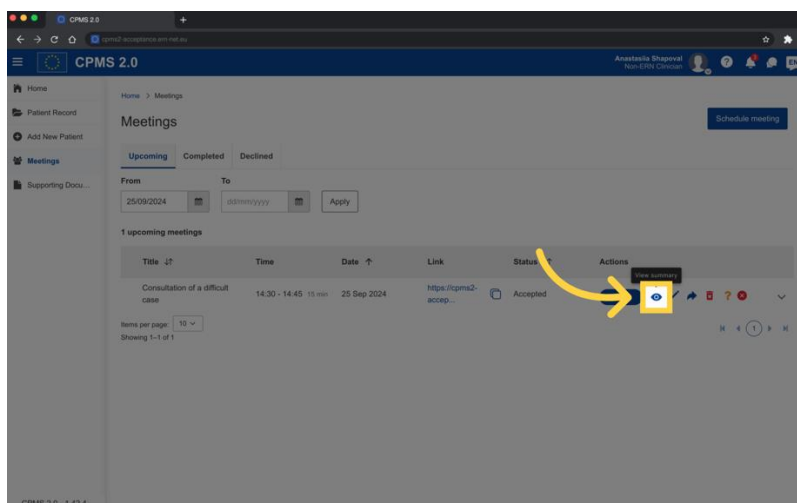 CPMS 2.0
+
cpms2-acceptance.ern-net.eu
CPMS 2.0
Anastasiia Shapoval
Non-ERN Clinician
EN
Home
Patient Record
Add New Patient
Meetings
Supporting Docu...
Home > Meetings
Meetings
Schedule meeting
Upcoming Completed Declined
From To
25/09/2024 dd/mm/yyyy Apply
1 upcoming meetings
Title Time Date Link Status Actions
View summary
Consultation of a difficult
case
14:30 - 14:45 15 min 25 Sep 2024
https://cpms2-
accep...
Accepted
Items per page: 10
Showing 1–1 of 1
1